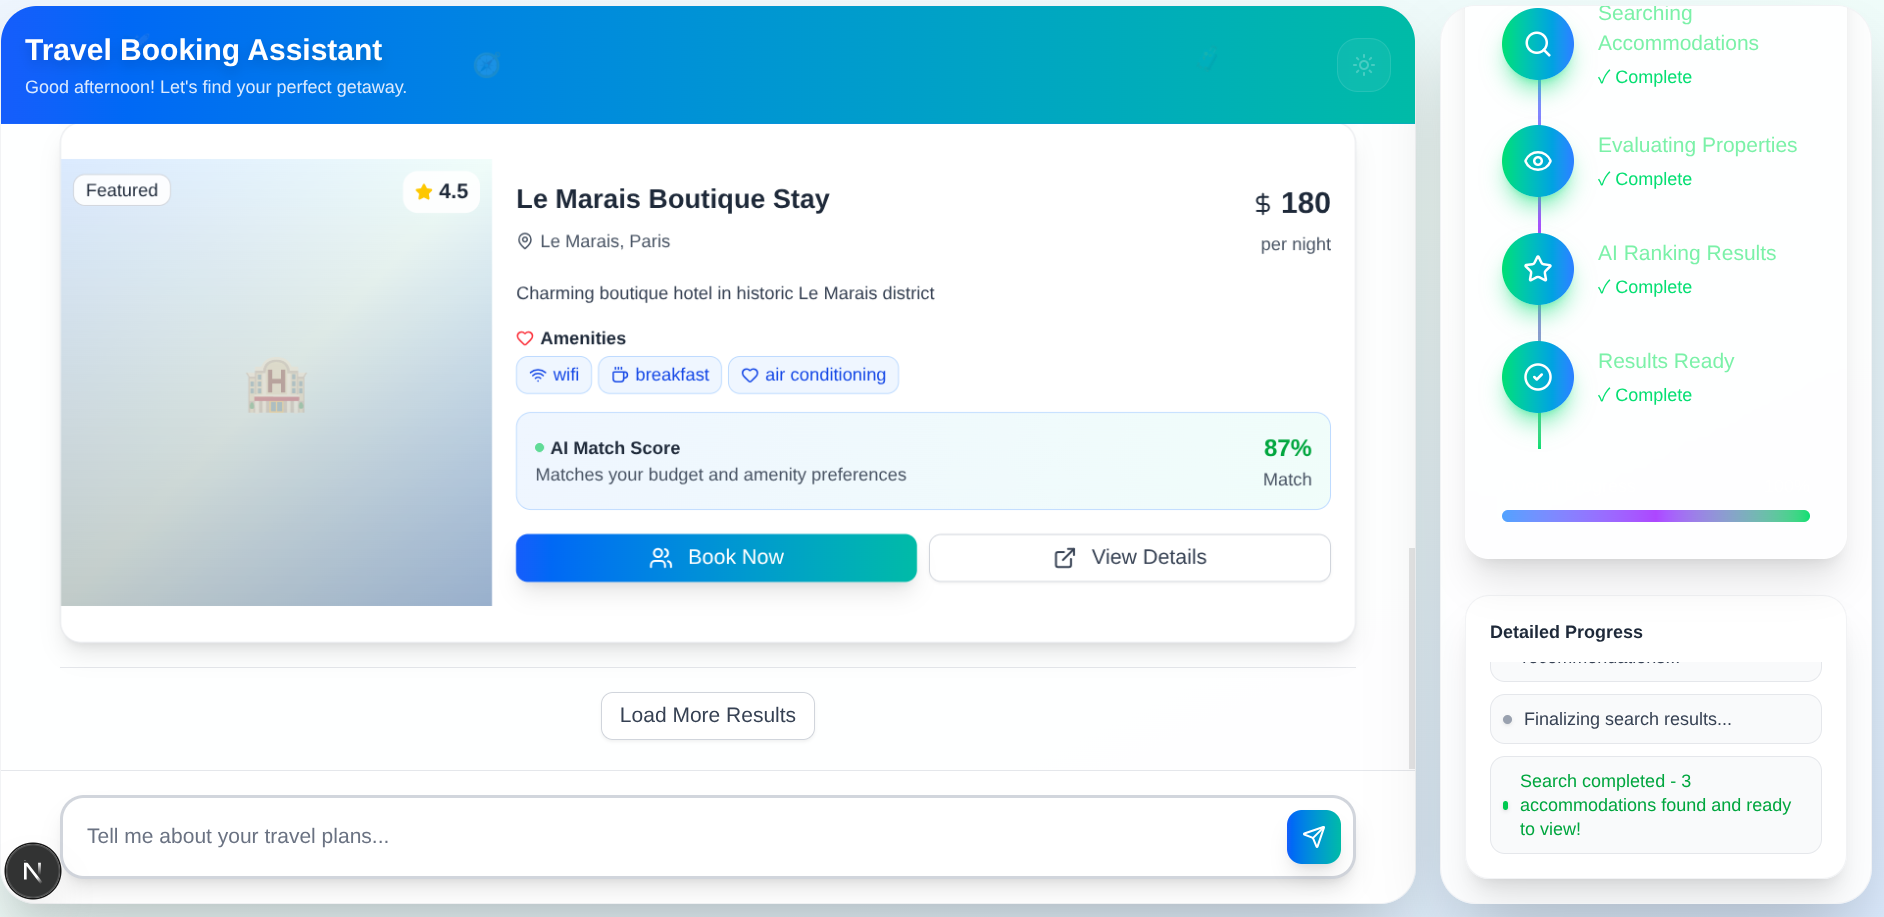 Travel Booking Assistant
Good afternoon! Let's find your perfect getaway.
Featured
4.5
Le Marais Boutique Stay
$ 180
Le Marais, Paris
per night
Charming boutique hotel in historic Le Marais district
Amenities
wifi
breakfast
air conditioning
AI Match Score
87%
Matches your budget and amenity preferences
Match
Book Now
View Details
Load More Results
Tell me about your travel plans...
N
Searching
Accommodations
✓ Complete
Evaluating Properties
✓ Complete
AI Ranking Results
✓ Complete
Results Ready
✓ Complete
Detailed Progress
Finalizing search results...
Search completed - 3
accommodations found and ready
to view!